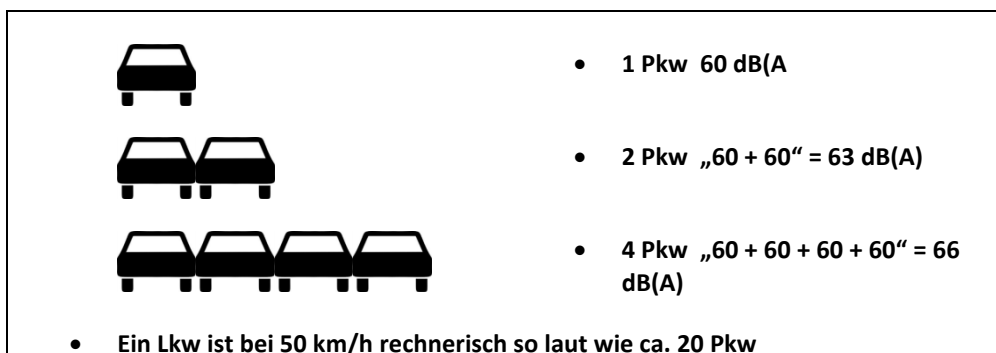 • 1 Pkw 60 dB(A
• 2 Pkw „60 + 60“ = 63 dB(A)
• 4 Pkw „60 + 60 + 60 + 60“ = 66
dB(A)
• Ein Lkw ist bei 50 km/h rechnerisch so laut wie ca. 20 Pkw